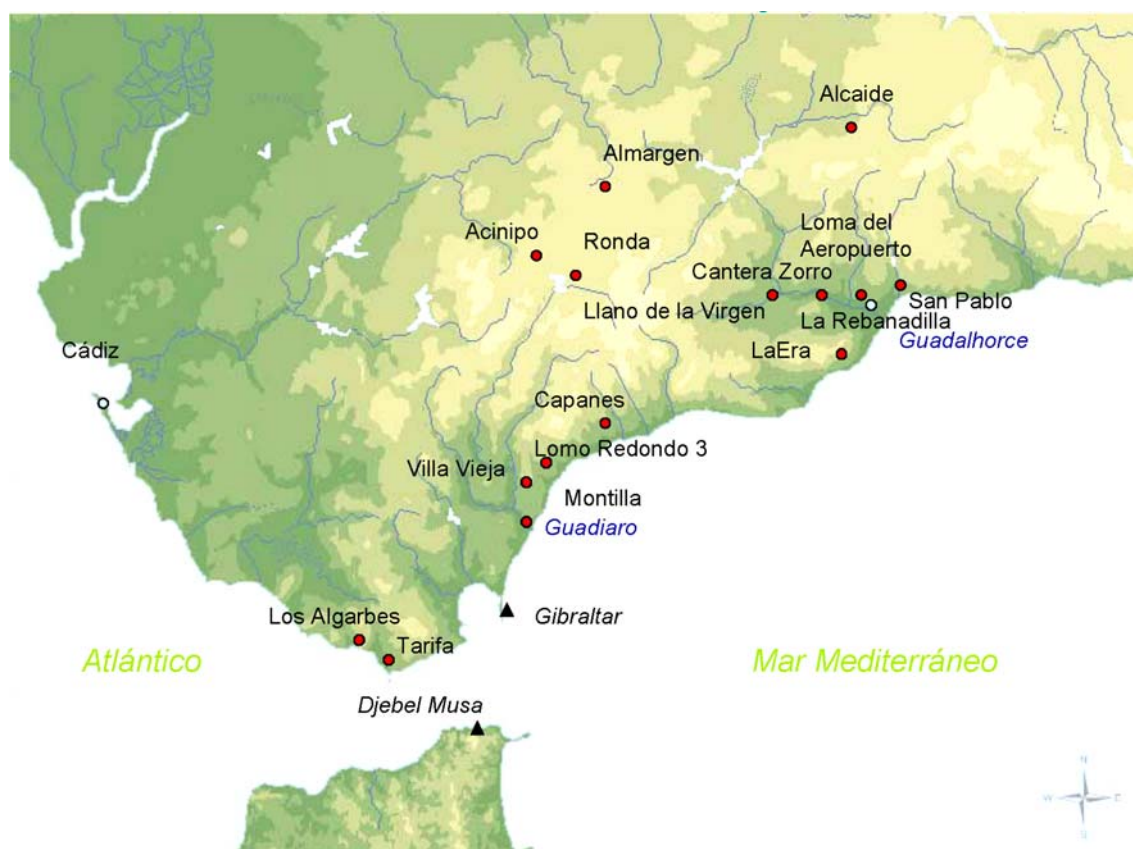 Alcaide
Almargen
Loma del
Aeropuerto
Acinipo
Ronda
Cantera Zorro
Llano de la Virgen
San Pablo
La Rebanadilla
Guadalhorce
Cádiz
LaEra
Capanes
Lomo Redondo 3
Villa Vieja
Montilla
Guadiaro
Los Algarbes
Gibraltar
Tarifa
Atlántico
Mar Mediterráneo
Djebel Musa
N
W
E
S